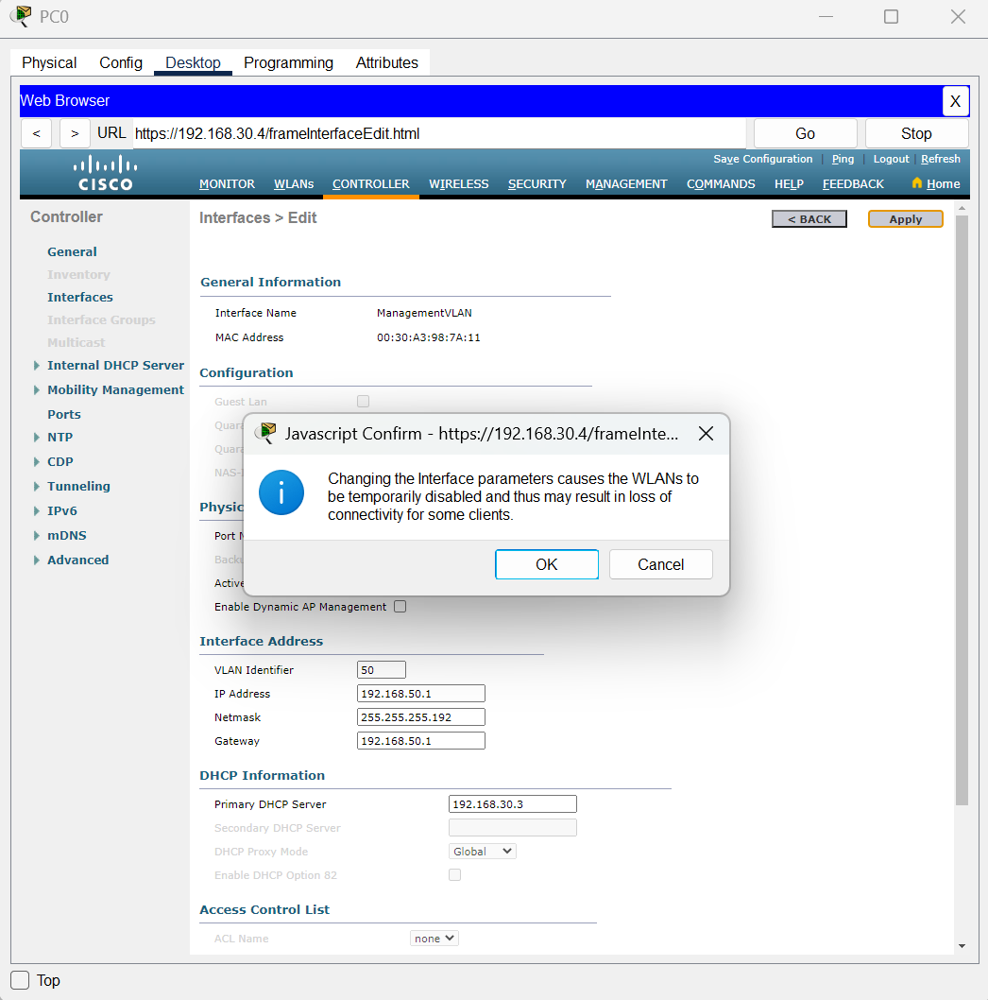 PC0
Physical Config Desktop Programming Attributes
Web Browser X
< > URL https://192.168.30.4/frameInterfaceEdit.html Go Stop
Save Configuration | Ping | Logout | Refresh
CISCO MONITOR WLANs CONTROLLER WIRELESS SECURITY MANAGEMENT COMMANDS HELP FEEDBACK Home
Controller
General
Inventory
Interfaces
Interface Groups
Multicast
Internal DHCP Server
Mobility Management
Ports
NTP
CDP
Tunneling
IPv6
mDNS
Advanced
Interfaces > Edit < BACK Apply
General Information
Interface Name ManagementVLAN
MAC Address 00:30:A3:98:7A:11
Configuration
Guest Lan
Quara
Quara
NAS-
Physic
Port N
Backu
Active
Enable Dynamic AP Management
Javascript Confirm - https://192.168.30.4/frameInte...
Changing the Interface parameters causes the WLANs to
be temporarily disabled and thus may result in loss of
connectivity for some clients.
OK Cancel
Interface Address
VLAN Identifier 50
IP Address 192.168.50.1
Netmask 255.255.255.192
Gateway 192.168.50.1
DHCP Information
Primary DHCP Server 192.168.30.3
Secondary DHCP Server
DHCP Proxy Mode Global
Enable DHCP Option 82
Access Control List
ACL Name none
Top